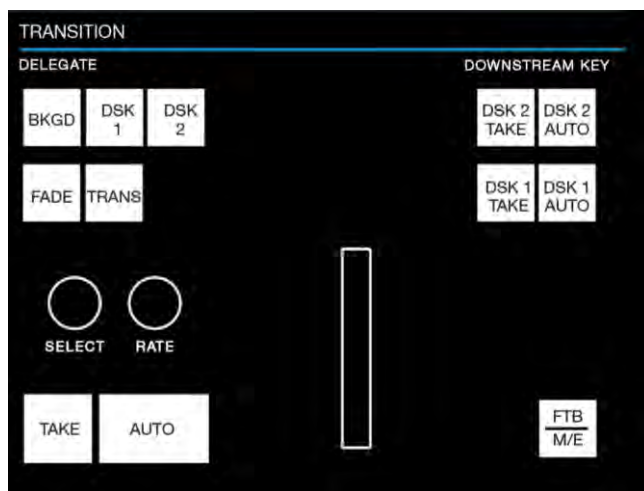 TRANSITION
DELEGATE
DOWNSTREAM KEY
BKGD
DSK
1
DSK
2
DSK 2
TAKE
DSK 2
AUTO
FADE
TRANS
DSK 1
TAKE
DSK 1
AUTO
SELECT
RATE
TAKE
AUTO
FTB
M/E